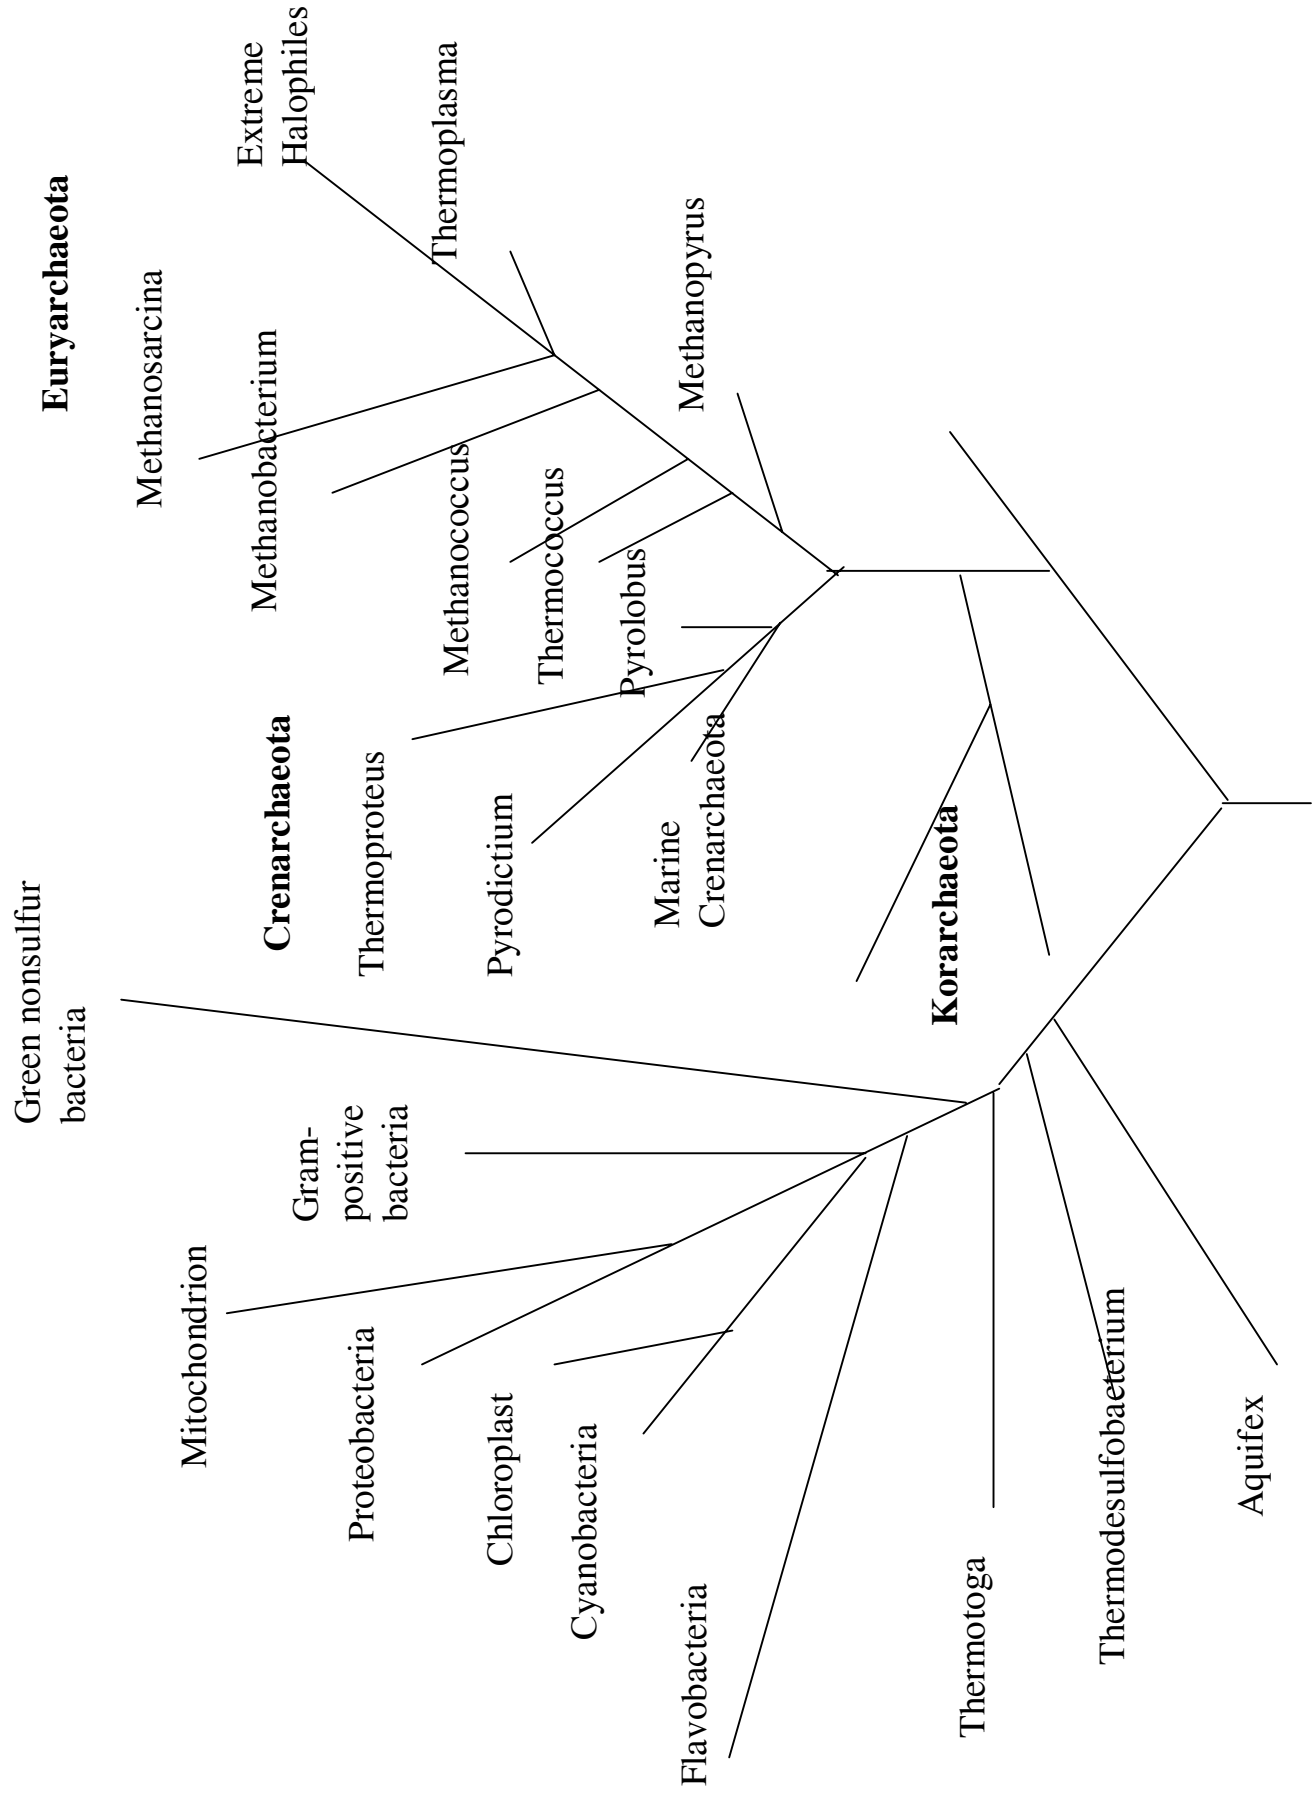 Green nonsulfur
bacteria
Euryarchaeota
Methanosarcina
Mitochondrion
Extreme
Halophiles
Methanobacterium
Crenarchaeota
Gram-
positive
bacteria
Proteobacteria
Thermoproteus
Thermoplasma
Methanococcus
Chloroplast
Pyrodictium
Thermococcus
Cyanobacteria
Pyrolobus
Flavobacteria
Marine
Crenarchaeota
Methanopyrus
Korarchaeota
Thermotoga
Thermodesulfobaeterium
Aquifex